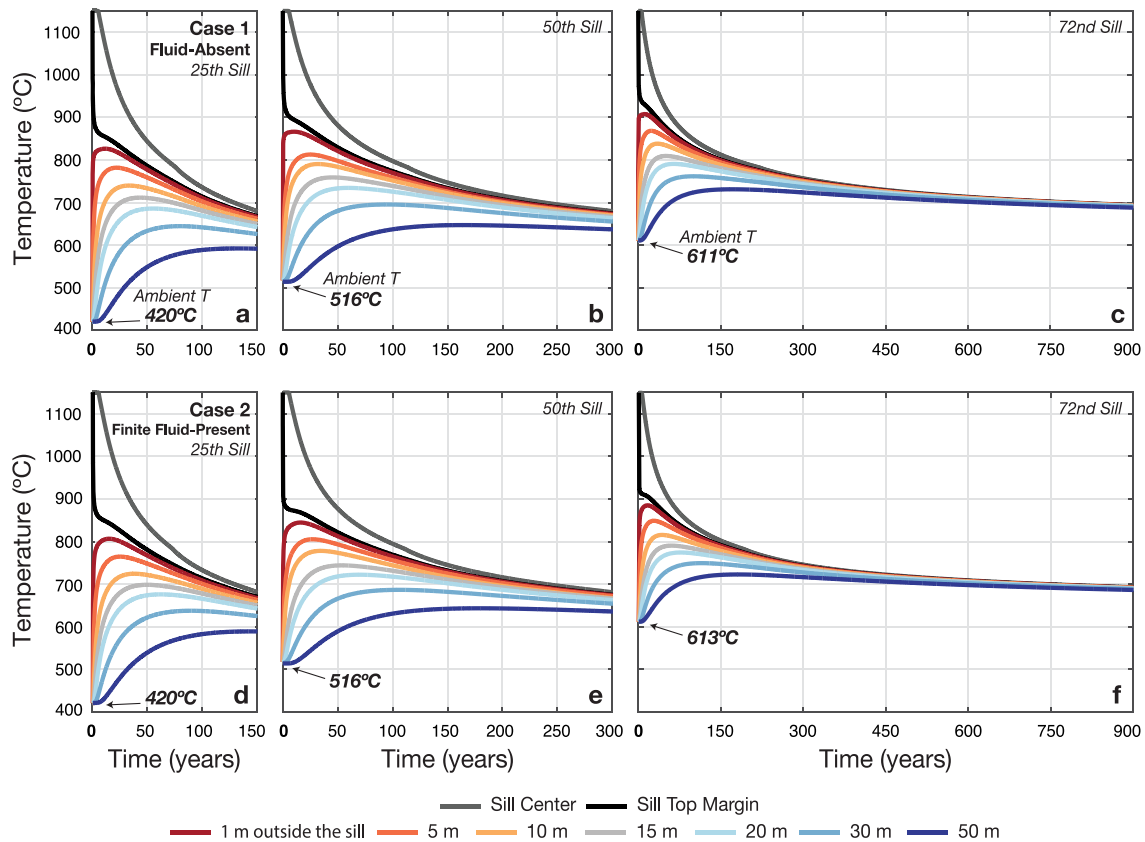 Case 1
Fluid-Absent
25th Sill
50th Sill
72nd Sill
Temperature (ºC)
1100
1000
900
800
700
600
500
400
Ambient T
420ºC
a
Ambient T
516ºC
b
Ambient T
611ºC
c
0 50 100 150
0 50 100 150 200 250 300
0 150 300 450 600 750 900
Case 2
Finite Fluid-Present
25th Sill
50th Sill
72nd Sill
Temperature (ºC)
1100
1000
900
800
700
600
500
400
420ºC
d
516ºC
e
613ºC
f
0 50 100 150
0 50 100 150 200 250 300
0 150 300 450 600 750 900
Time (years) Time (years) Time (years)
Sill Center Sill Top Margin
1 m outside the sill 5 m 10 m 15 m 20 m 30 m 50 m